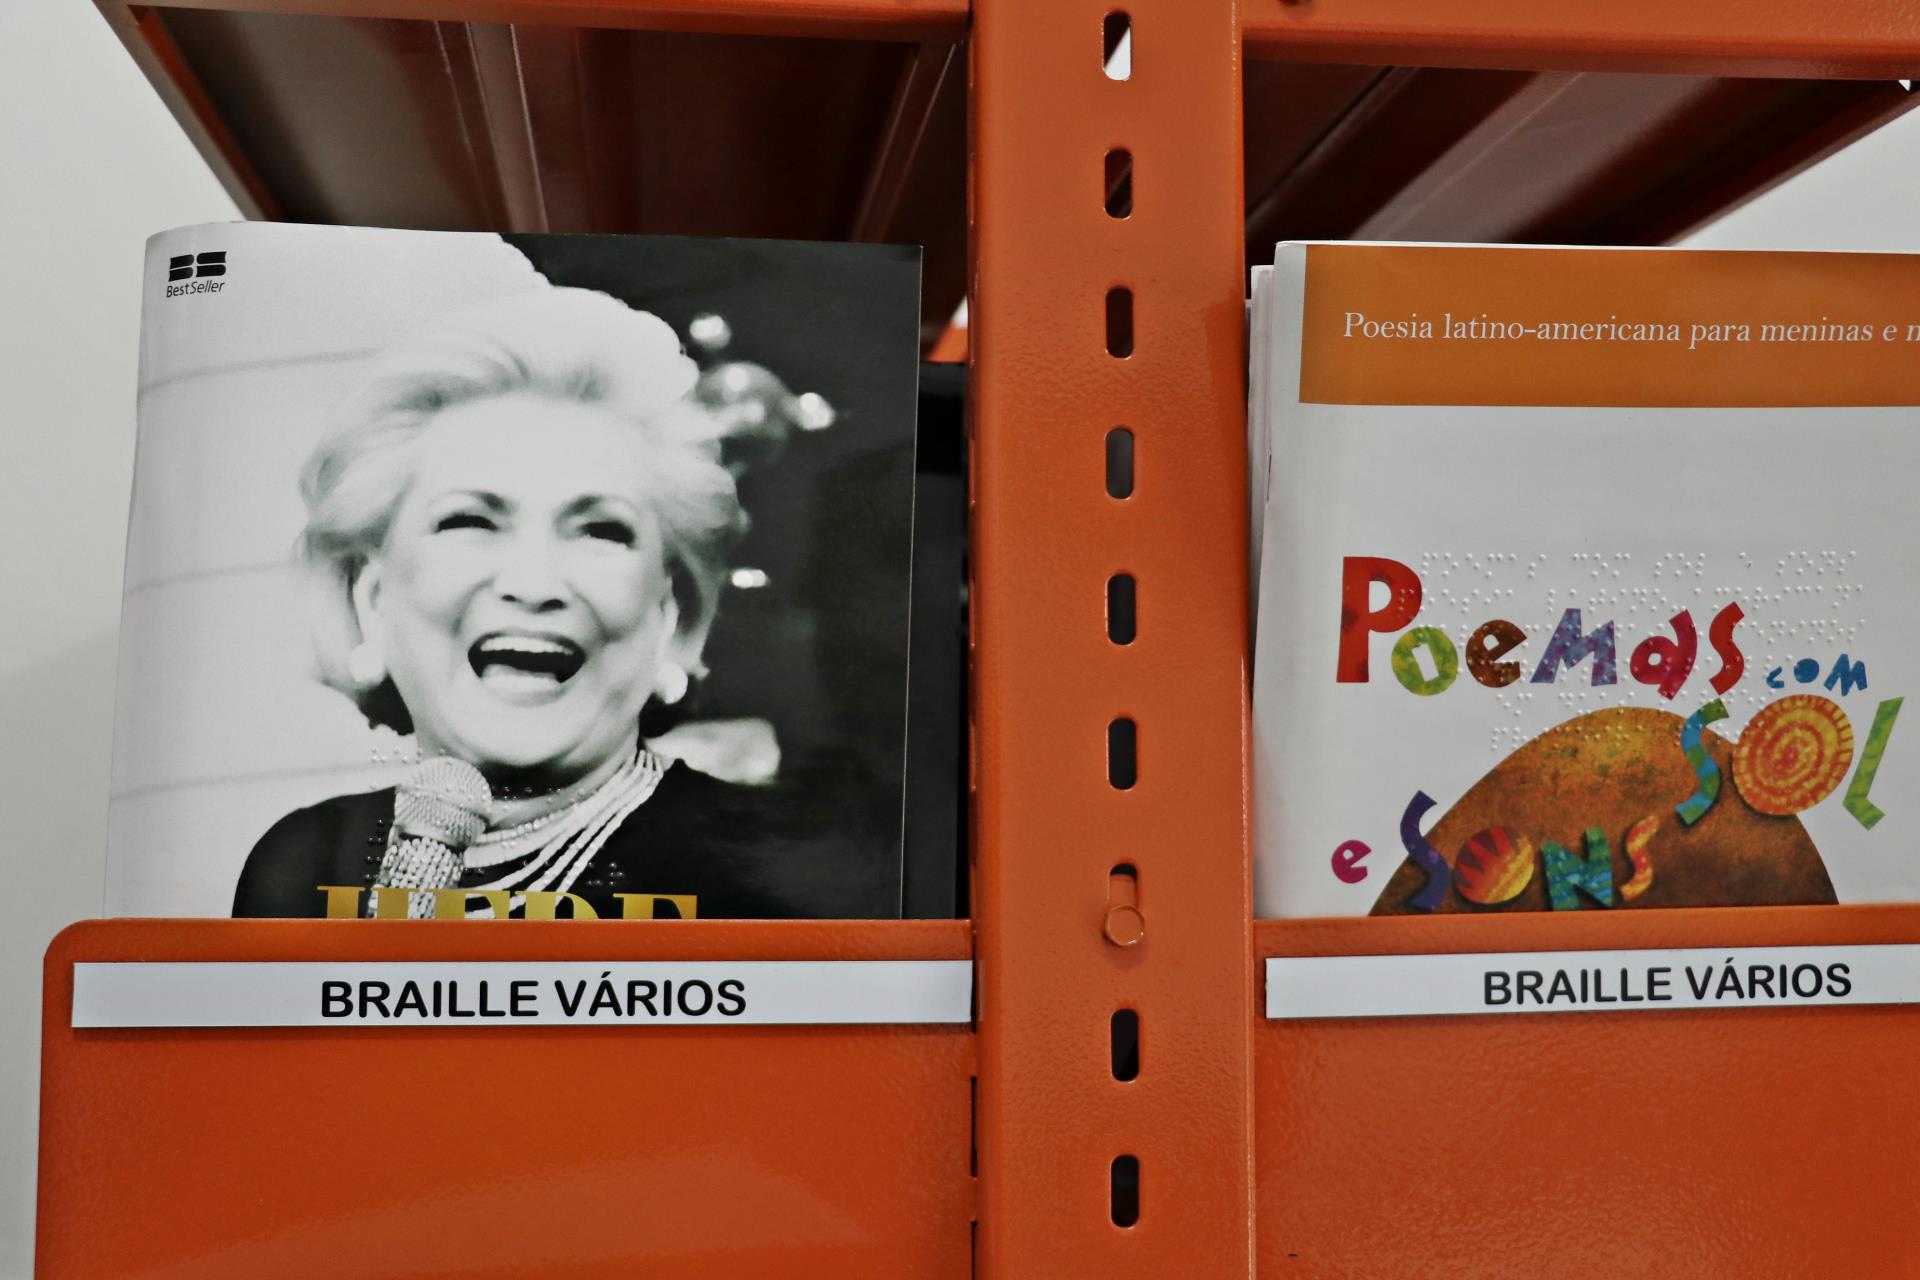 BS
BestSeller
BRAILLE VÁRIOS
Poesia latino-americana para meninas e
Poemas com
SOL
e SONS
BRAILLE VÁRIOS